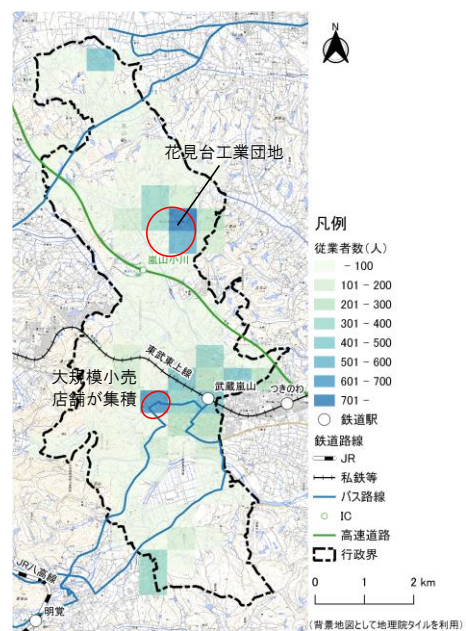 N
花見台工業団地
嵐山小川
東武東上線
大規模小売
店舗が集積
武蔵嵐山
つきのわ
JR八高線
明覚
凡例
従業者数(人)
- 100
101 - 200
201 - 300
301 - 400
401 - 500
501 - 600
601 - 700
701 -
鉄道駅
鉄道路線
JR
私鉄等
バス路線
IC
高速道路
行政界
0 1 2 km
(背景地図として地理院タイルを利用)